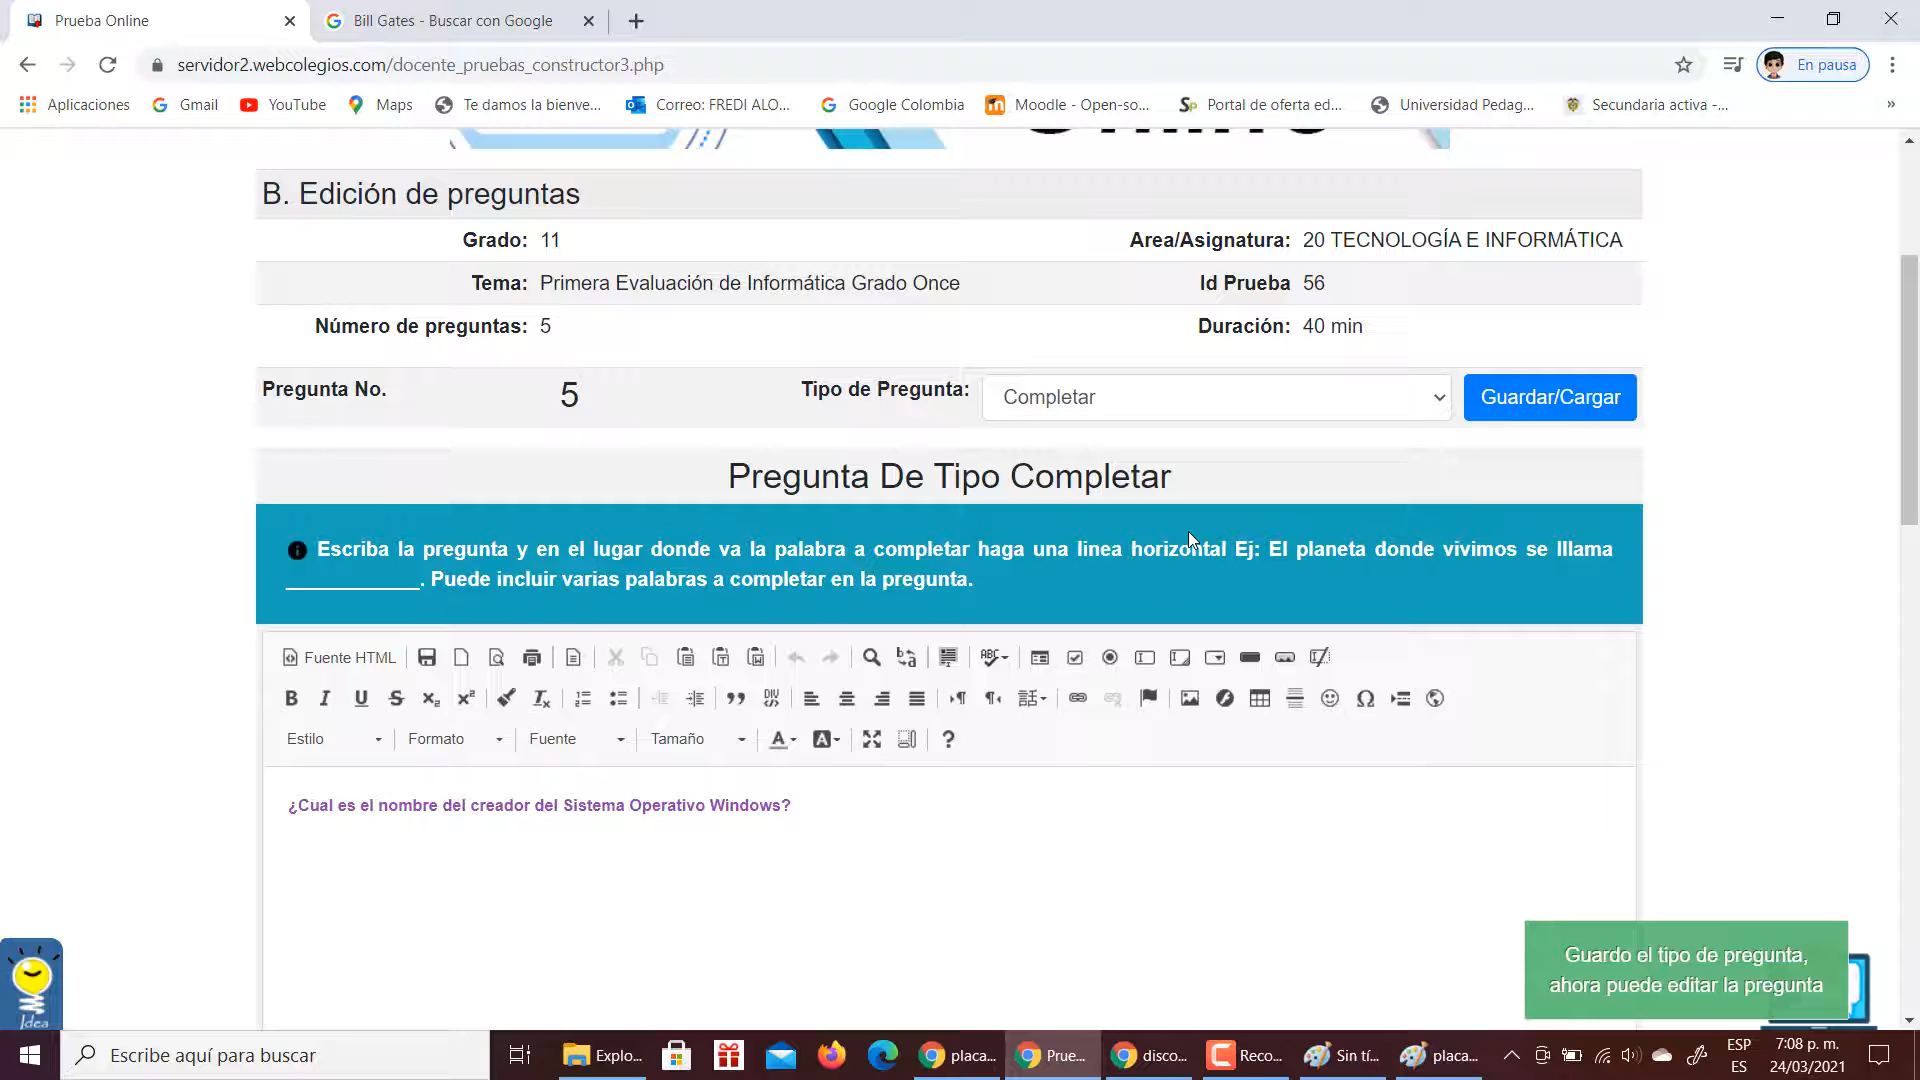 Prueba Online
Bill Gates - Buscar con Google
servidor2.webcolegios.com/docente_pruebas_constructor3.php
En pausa
Aplicaciones
Gmail
YouTube
Maps
Te damos la bienve...
Correo: FREDI ALO...
Google Colombia
Moodle - Open-so...
Portal de oferta ed...
Universidad Pedag...
Secundaria activa -...
»
B. Edición de preguntas
Grado: 11
Area/Asignatura: 20 TECNOLOGÍA E INFORMÁTICA
Tema: Primera Evaluación de Informática Grado Once
Id Prueba 56
Número de preguntas: 5
Duración: 40 min
Pregunta No. 5
Tipo de Pregunta: Completar
Guardar/Cargar
Pregunta De Tipo Completar
Escriba la pregunta y en el lugar donde va la palabra a completar haga una linea horizontal Ej: El planeta donde vivimos se lllama
____________. Puede incluir varias palabras a completar en la pregunta.
Fuente HTML
Estilo
Formato
Fuente
Tamaño
¿Cual es el nombre del creador del Sistema Operativo Windows?
Guardo el tipo de pregunta,
ahora puede editar la pregunta
Idea
Escribe aquí para buscar
Explo...
placa...
Prue...
disco...
Reco...
Sin tí...
placa...
ESP
ES
7:08 p. m.
24/03/2021